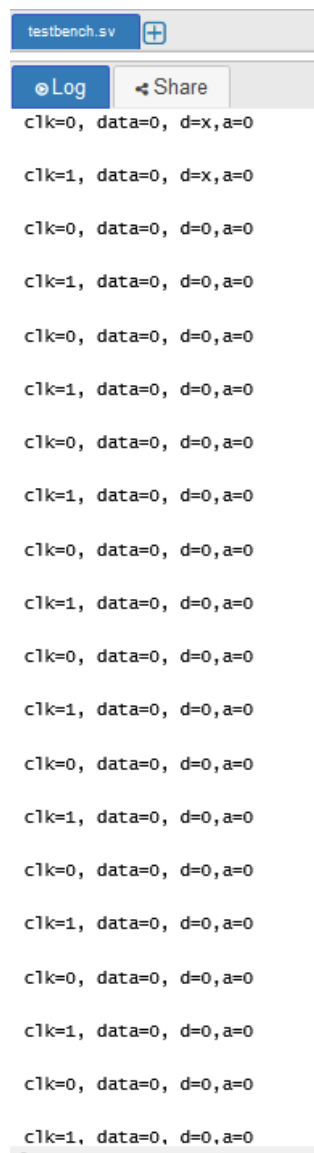 testbench.sv
Log Share
clk=0, data=0, d=x,a=0
clk=1, data=0, d=x,a=0
clk=0, data=0, d=0,a=0
clk=1, data=0, d=0,a=0
clk=0, data=0, d=0,a=0
clk=1, data=0, d=0,a=0
clk=0, data=0, d=0,a=0
clk=1, data=0, d=0,a=0
clk=0, data=0, d=0,a=0
clk=1, data=0, d=0,a=0
clk=0, data=0, d=0,a=0
clk=1, data=0, d=0,a=0
clk=0, data=0, d=0,a=0
clk=1, data=0, d=0,a=0
clk=0, data=0, d=0,a=0
clk=1, data=0, d=0,a=0
clk=0, data=0, d=0,a=0
clk=1, data=0, d=0,a=0
clk=0, data=0, d=0,a=0
clk=1, data=0, d=0,a=0